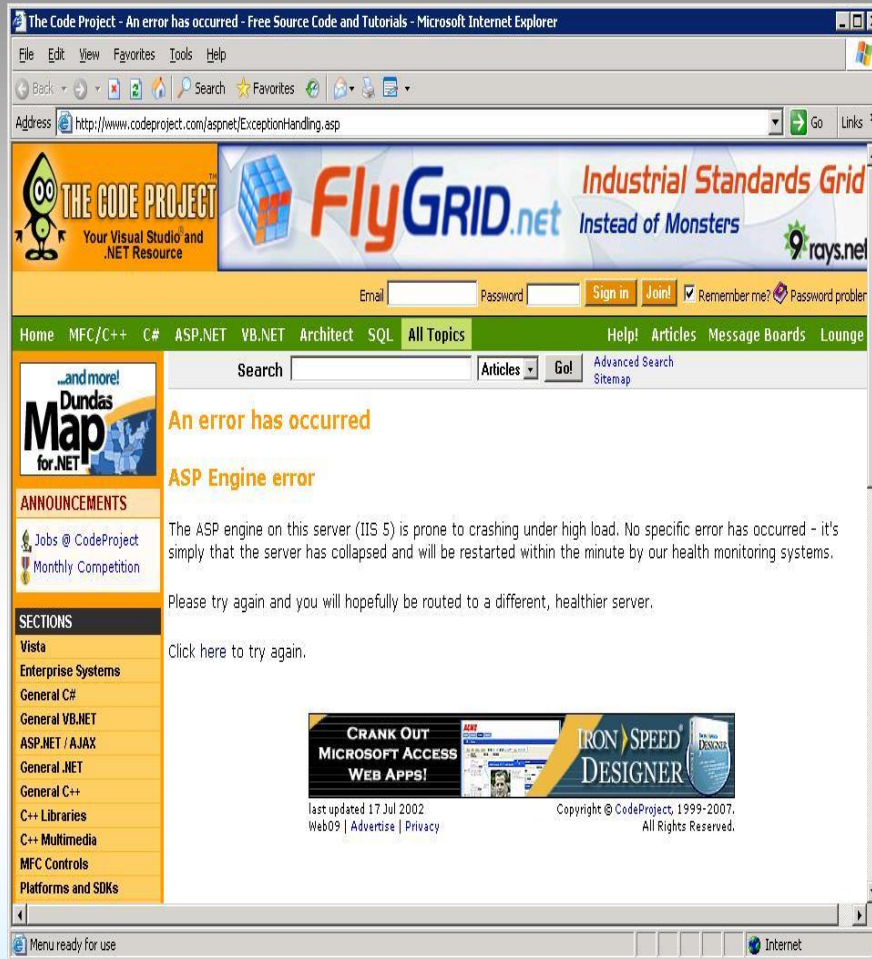 The Code Project - An error has occurred - Free Source Code and Tutorials - Microsoft Internet Explorer
File Edit View Favorites Tools Help
Back Search Favorites
Address http://www.codeproject.com/aspnet/ExceptionHandling.asp Go Links
THE CODE PROJECT™
Your Visual Studio® and
.NET Resource
FlyGRID.net
Industrial Standards Grid
Instead of Monsters
9rays.net
Email Password Sign in Join! Remember me? Password problem
Home MFC/C++ C# ASP.NET VB.NET Architect SQL All Topics Help! Articles Message Boards Lounge
Search Articles Go! Advanced Search
Sitemap
...and more!
Dundas
Map
for .NET
ANNOUNCEMENTS
Jobs @ CodeProject
Monthly Competition
SECTIONS
Vista
Enterprise Systems
General C#
General VB.NET
ASP.NET / AJAX
General .NET
General C++
C++ Libraries
C++ Multimedia
MFC Controls
Platforms and SDKs
An error has occurred
ASP Engine error
The ASP engine on this server (IIS 5) is prone to crashing under high load. No specific error has occurred - it's
simply that the server has collapsed and will be restarted within the minute by our health monitoring systems.
Please try again and you will hopefully be routed to a different, healthier server.
Click here to try again.
CRANK OUT
MICROSOFT ACCESS
WEB APPS!
ACME
IRON SPEED®
DESIGNER
last updated 17 Jul 2002
Web09 | Advertise | Privacy
Copyright © CodeProject, 1999-2007.
All Rights Reserved.
Menu ready for use Internet